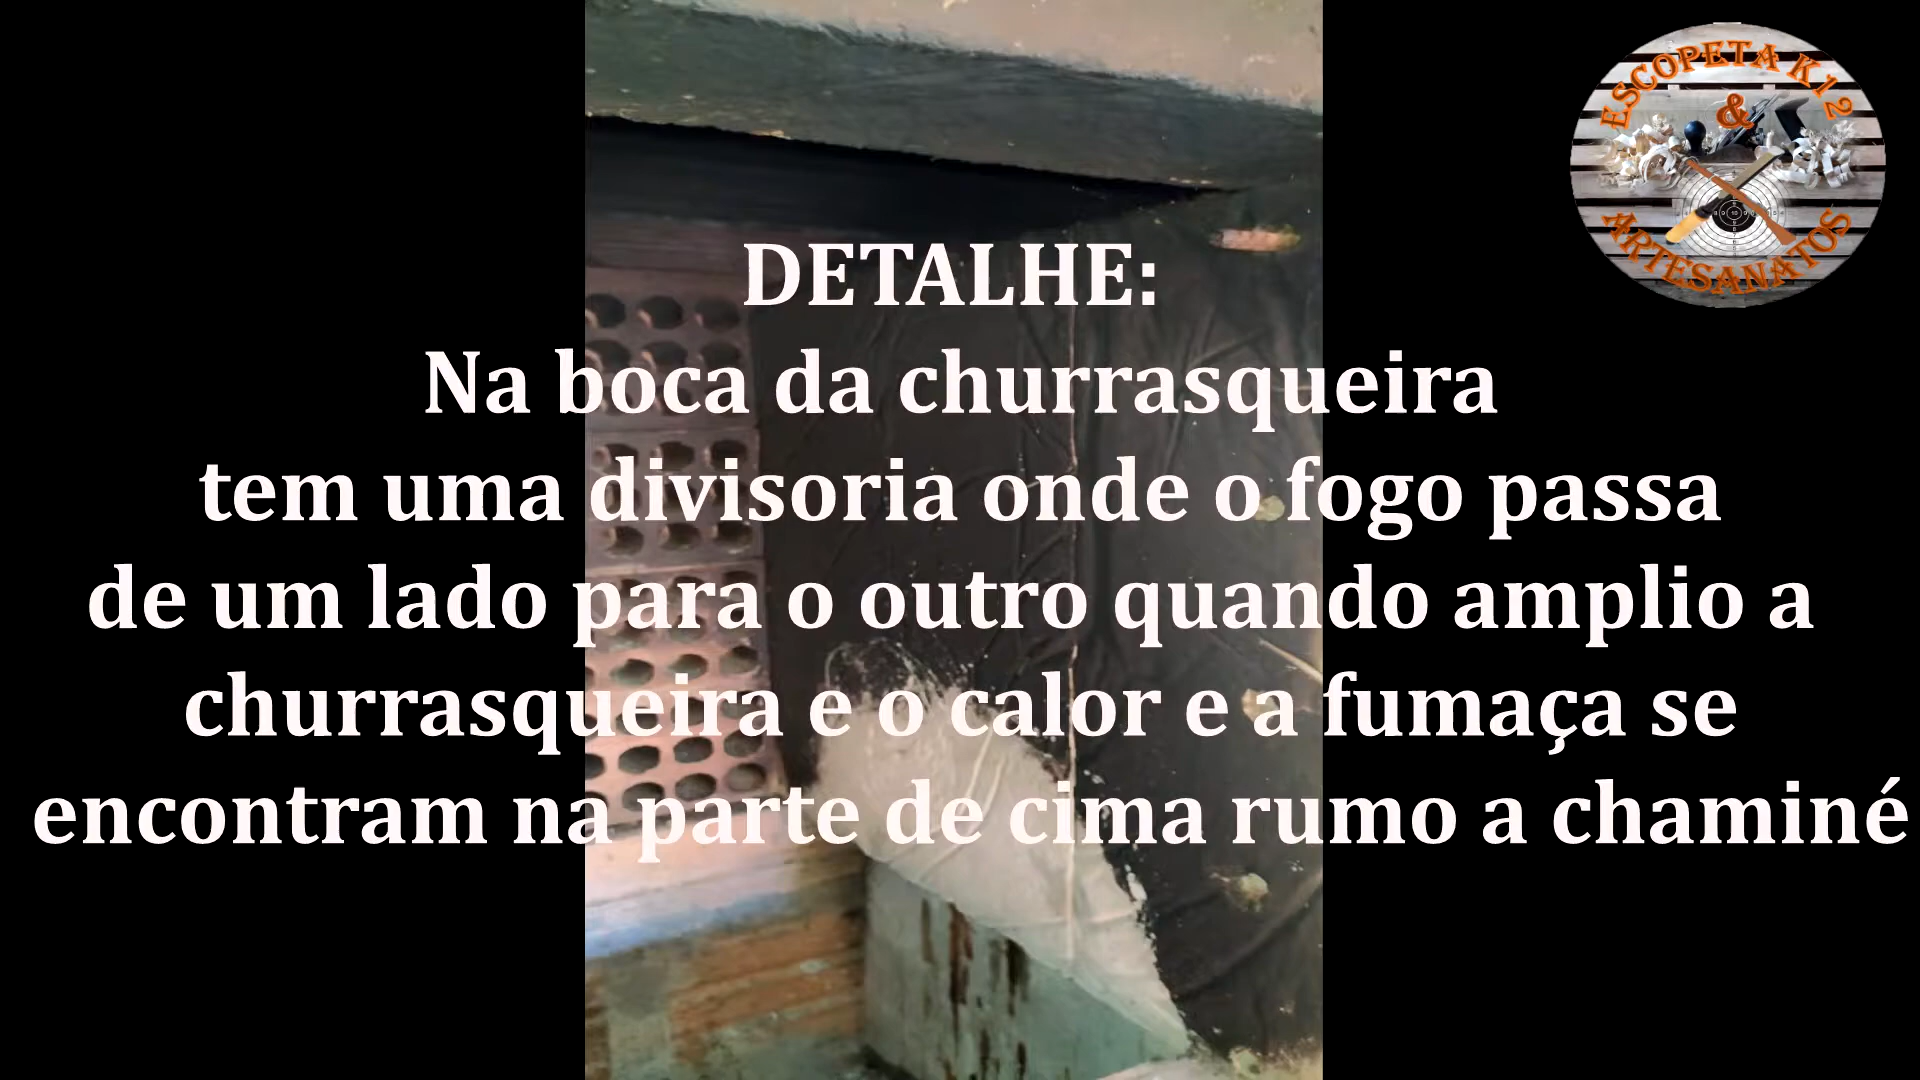 ESCOPETA K12
&
ARTESANATOS
DETALHE:
Na boca da churrasqueira
tem uma divisoria onde o fogo passa
de um lado para o outro quando amplio a
churrasqueira e o calor e a fumaça se
encontram na parte de cima rumo a chaminé